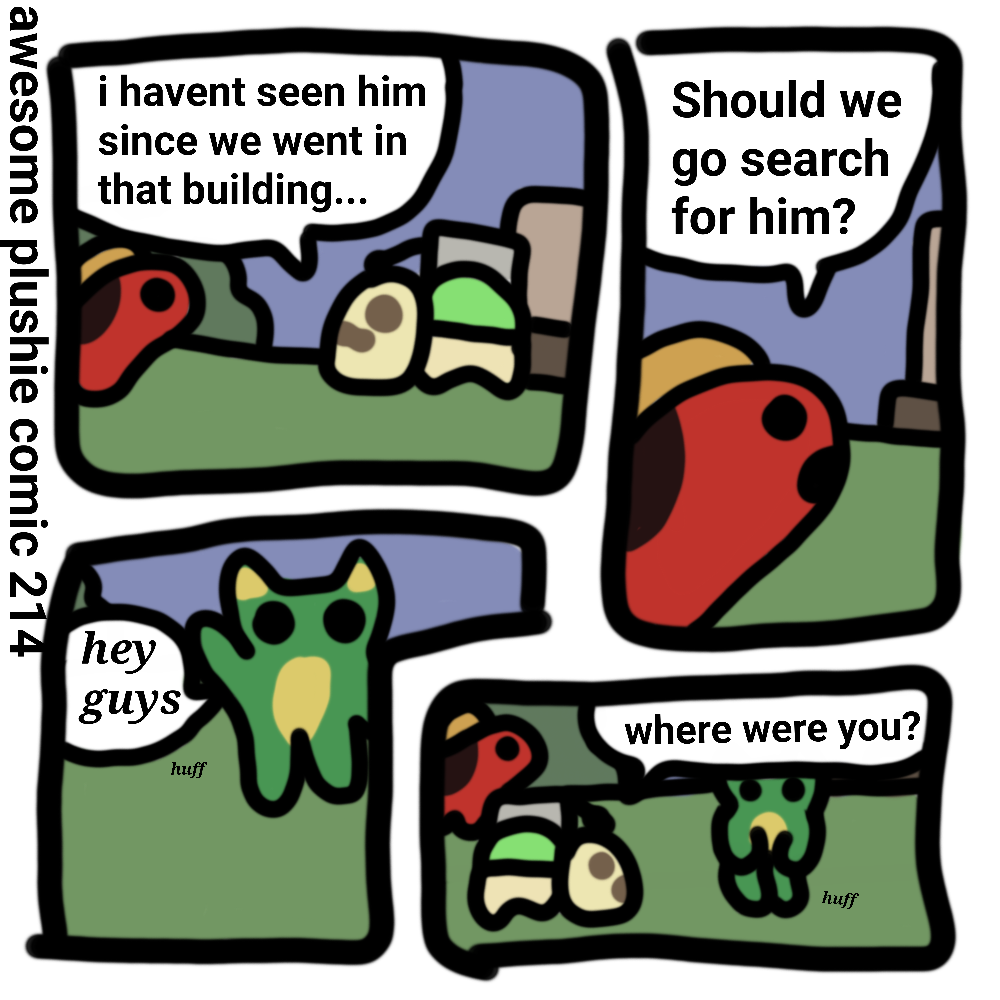 awesome plushie comic 214
i havent seen him
since we went in
that building...
Should we
go search
for him?
hey
guys
huff
where were you?
huff